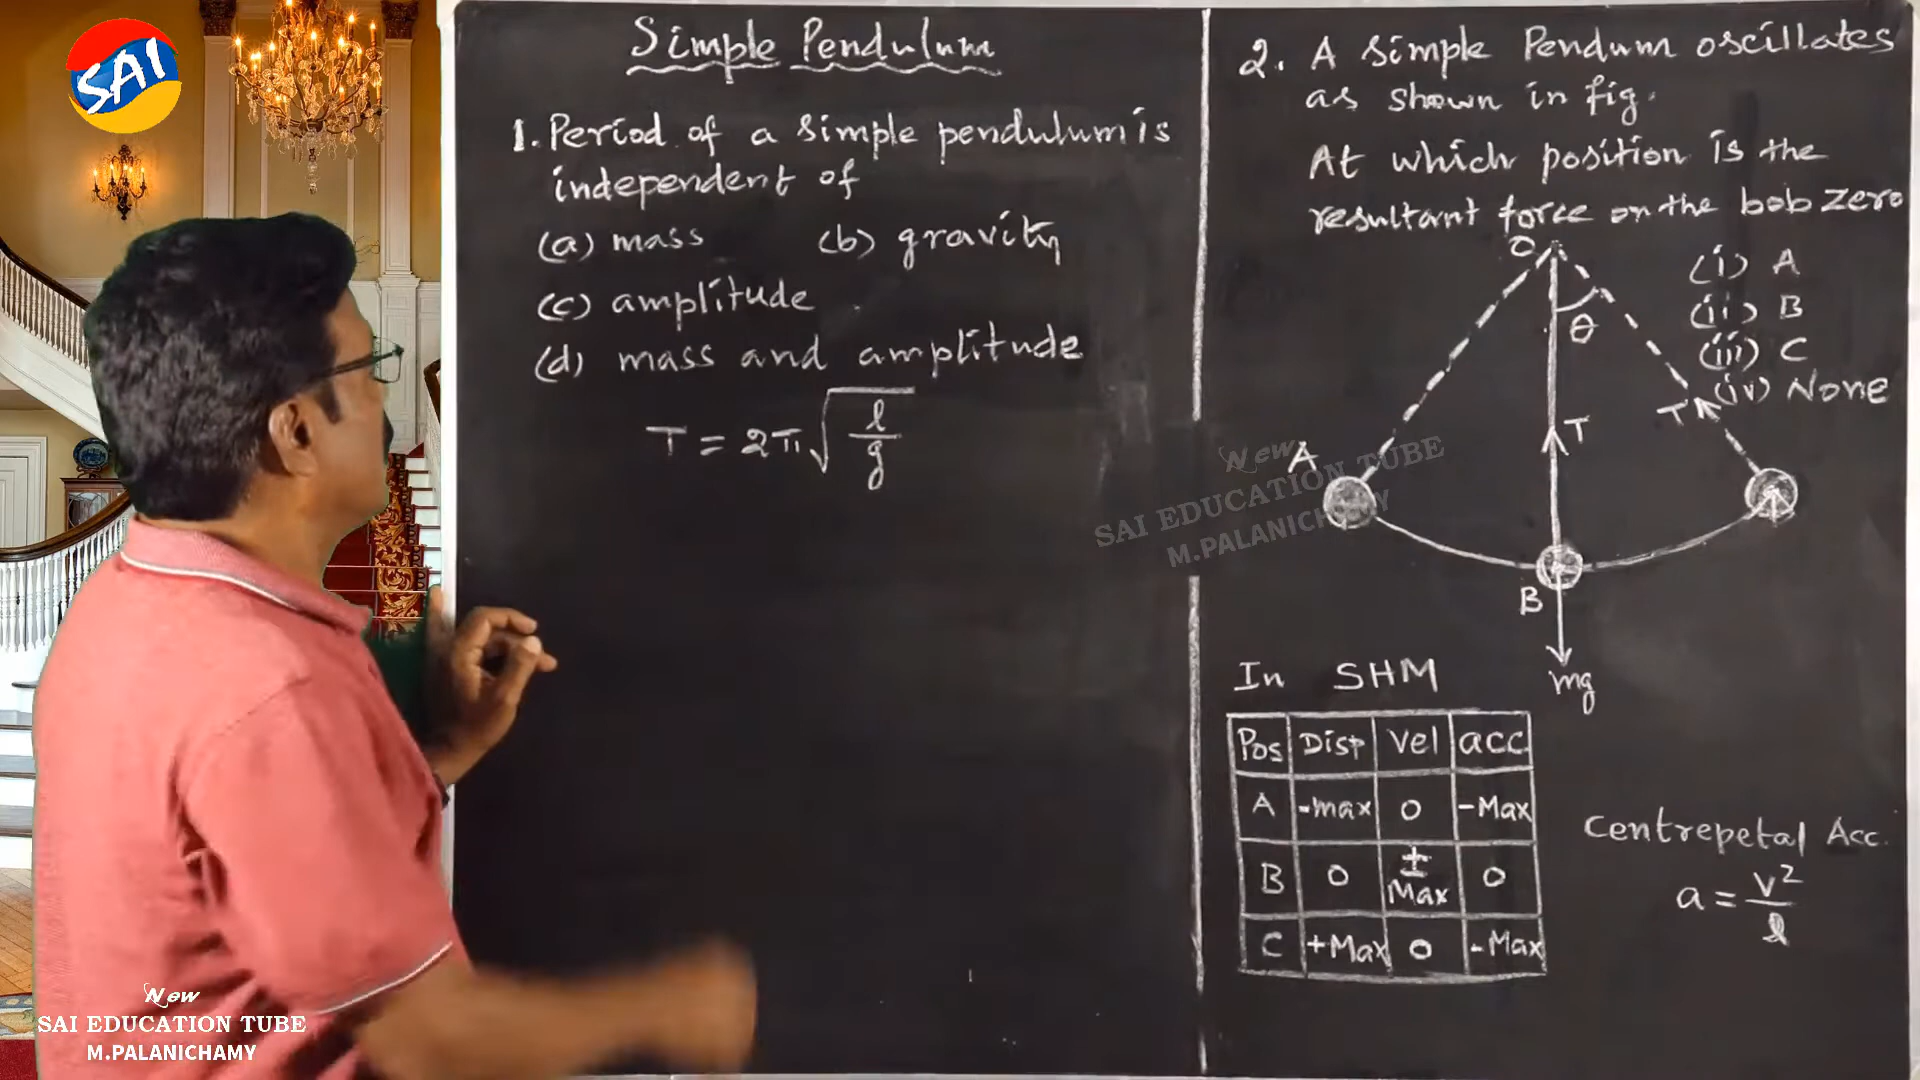 SAI
Simple Pendulum
1. Period of a simple pendulum is
independent of
(a) mass (b) gravity
(c) amplitude
(d) mass and amplitude
T = 2π√(l/g)
2. A simple Pendum oscillates
as shown in fig.
At which position is the
resultant force on the bob zero
O
(i) A
(ii) B
(iii) C
(iv) None
θ
T
T
A
B
mg
In SHM
Pos Disp Vel acc
A -max 0 -Max
B 0 ± Max 0
C +Max 0 -Max
Centrepetal Acc.
a = v²/l
New
SAI EDUCATION TUBE
M.PALANICHAMY
New
SAI EDUCATION TUBE
M.PALANICHAMY